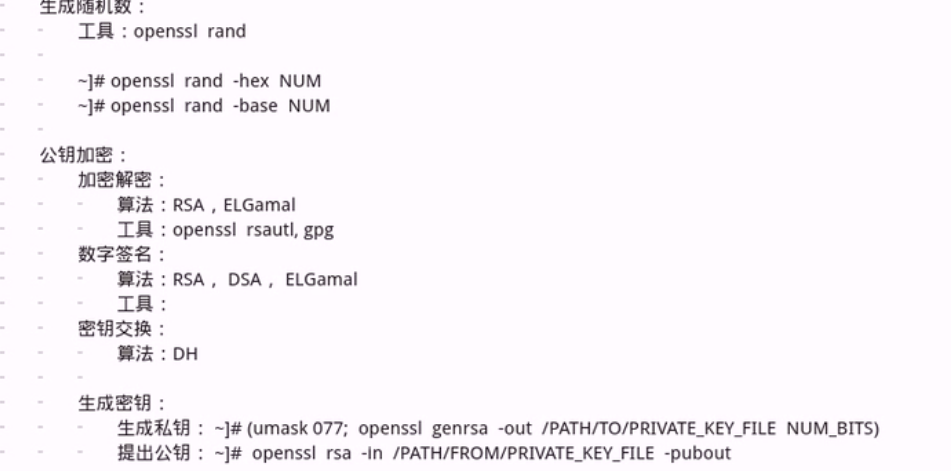 生成随机数：
工具：openssl rand
~]# openssl rand -hex NUM
~]# openssl rand -base NUM
公钥加密：
加密解密：
算法：RSA，ELGamal
工具：openssl rsautl, gpg
数字签名：
算法：RSA， DSA， ELGamal
工具：
密钥交换：
算法：DH
生成密钥：
生成私钥： ~]# (umask 077; openssl genrsa -out /PATH/TO/PRIVATE_KEY_FILE NUM_BITS)
提出公钥： ~]# openssl rsa -in /PATH/FROM/PRIVATE_KEY_FILE -pubout